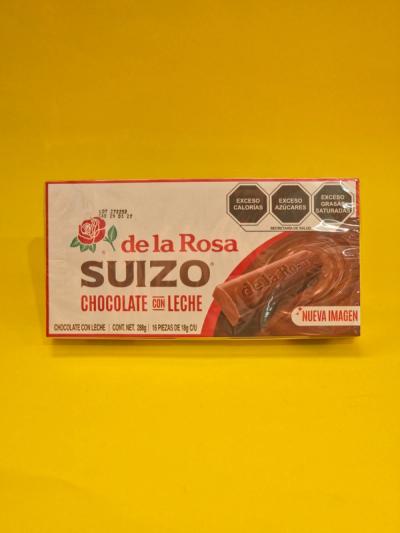 EXCESO
CALORÍAS
EXCESO
AZÚCARES
EXCESO
GRASAS
SATURADAS
SECRETARÍA DE SALUD
de la Rosa®
SUIZO®
CHOCOLATE CON LECHE
de la Rosa
NUEVA IMAGEN
CHOCOLATE CON LECHE | CONT. NET. 288g | 16 PIEZAS DE 18g C/U